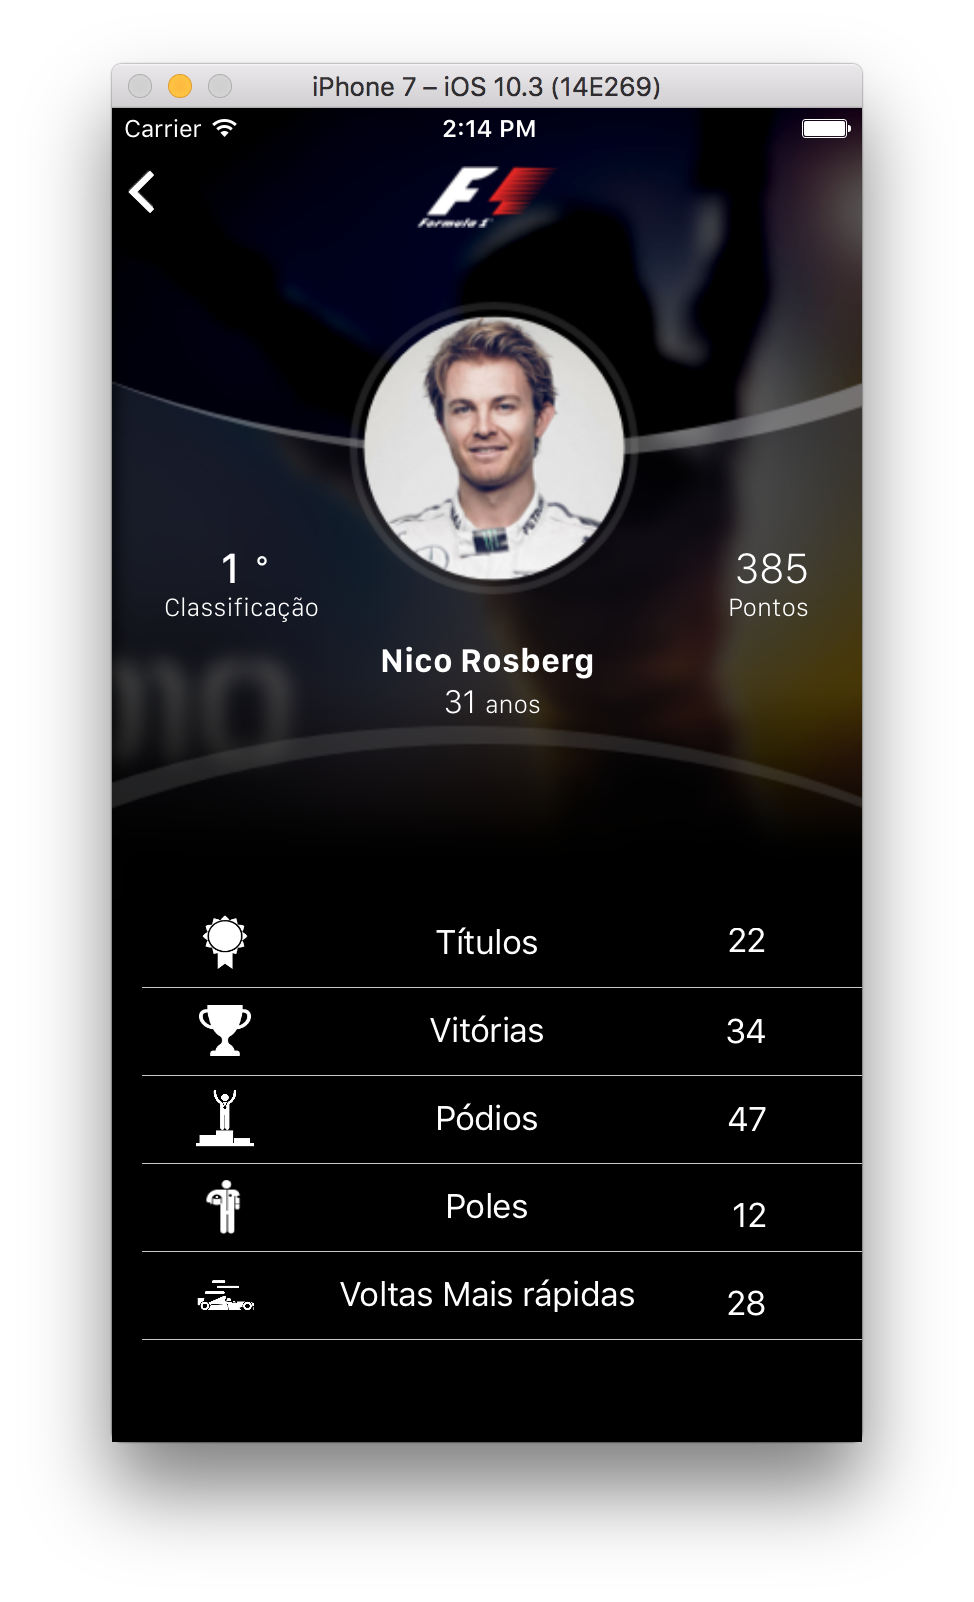 iPhone 7 – iOS 10.3 (14E269)
Carrier 2:14 PM
F1
Formula 1
1 °
Classificação
385
Pontos
Nico Rosberg
31 anos
Títulos 22
Vitórias 34
Pódios 47
Poles 12
Voltas Mais rápidas 28